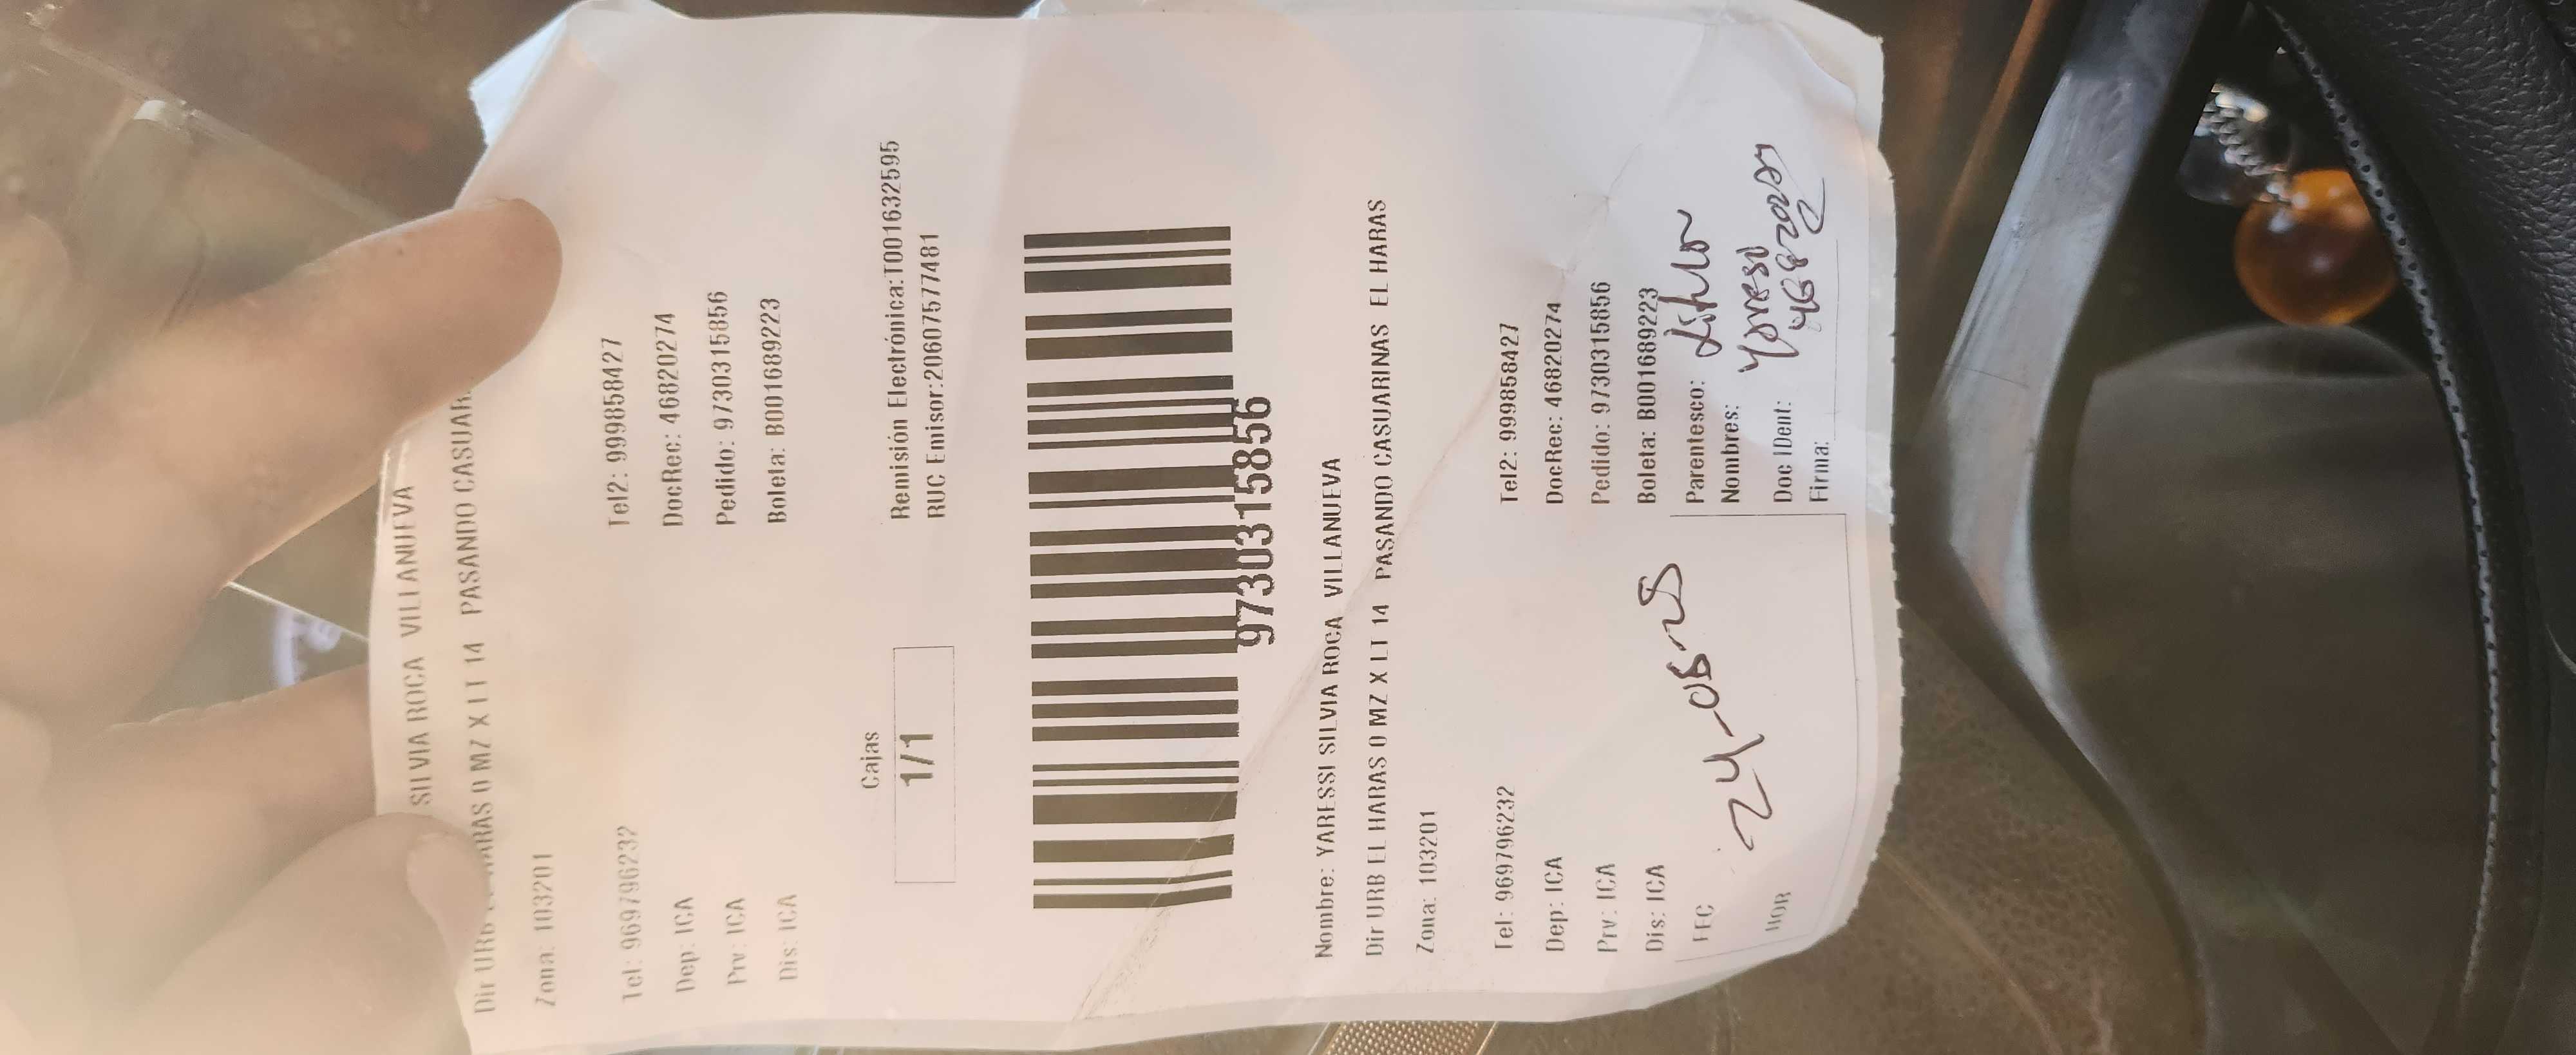 SILVIA ROCA VILLANUEVA
Dir URB EL HARAS 0 MZ X LT 14 PASANDO CASUAR
Zona: 103201
Tel: 969796232 Tel2: 999858427
Dep: ICA DocRec: 46820274
Prv: ICA Pedido: 9730315856
Dis: ICA Boleta: B001689223
Cajas
1/1
Remisión Electrónica:T001632595
RUC Emisor:20607577481
9730315856
Nombre: YARESSI SILVIA ROCA VILLANUEVA
Dir URB EL HARAS 0 MZ X LT 14 PASANDO CASUARINAS EL HARAS
Zona: 103201
Tel: 969796232 Tel2: 999858427
Dep: ICA DocRec: 46820274
Prv: ICA Pedido: 9730315856
Dis: ICA Boleta: B001689223
FEC 24-08-25
HOR
Parentesco: titular
Nombres: Yaressi
Doc IDent: 46820274
Firma: